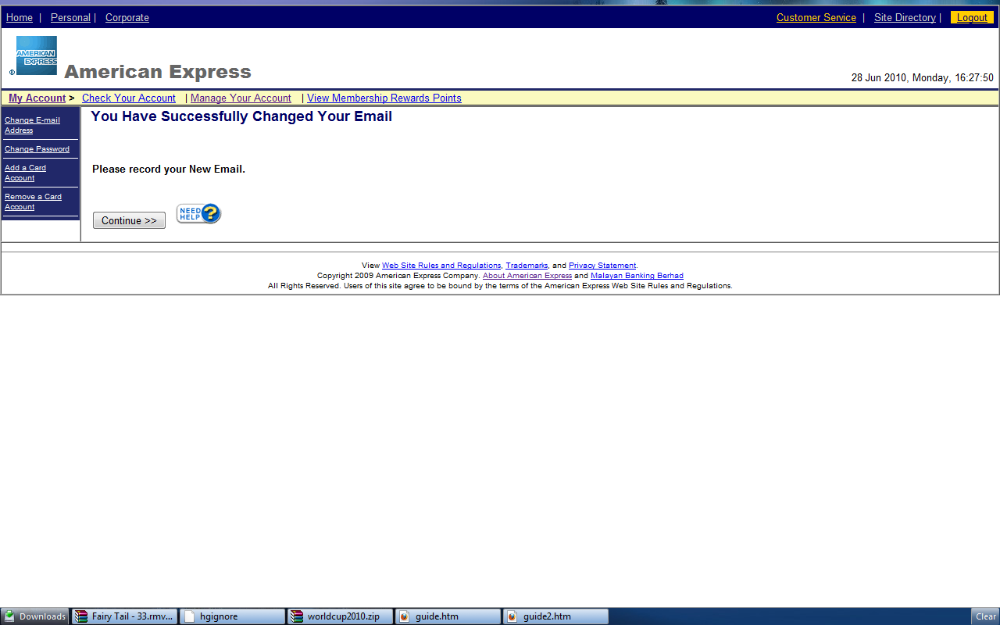 Home | Personal | Corporate Customer Service | Site Directory | Logout
AMERICAN
EXPRESS
®
American Express
28 Jun 2010, Monday, 16:27:50
My Account > Check Your Account | Manage Your Account | View Membership Rewards Points
Change E-mail
Address
Change Password
Add a Card
Account
Remove a Card
Account
You Have Successfully Changed Your Email
Please record your New Email.
Continue >>
NEED
HELP ?
View Web Site Rules and Regulations, Trademarks, and Privacy Statement.
Copyright 2009 American Express Company. About American Express and Malayan Banking Berhad
All Rights Reserved. Users of this site agree to be bound by the terms of the American Express Web Site Rules and Regulations.
Downloads Fairy Tail - 33.rmv... hgignore worldcup2010.zip guide.htm guide2.htm Clear